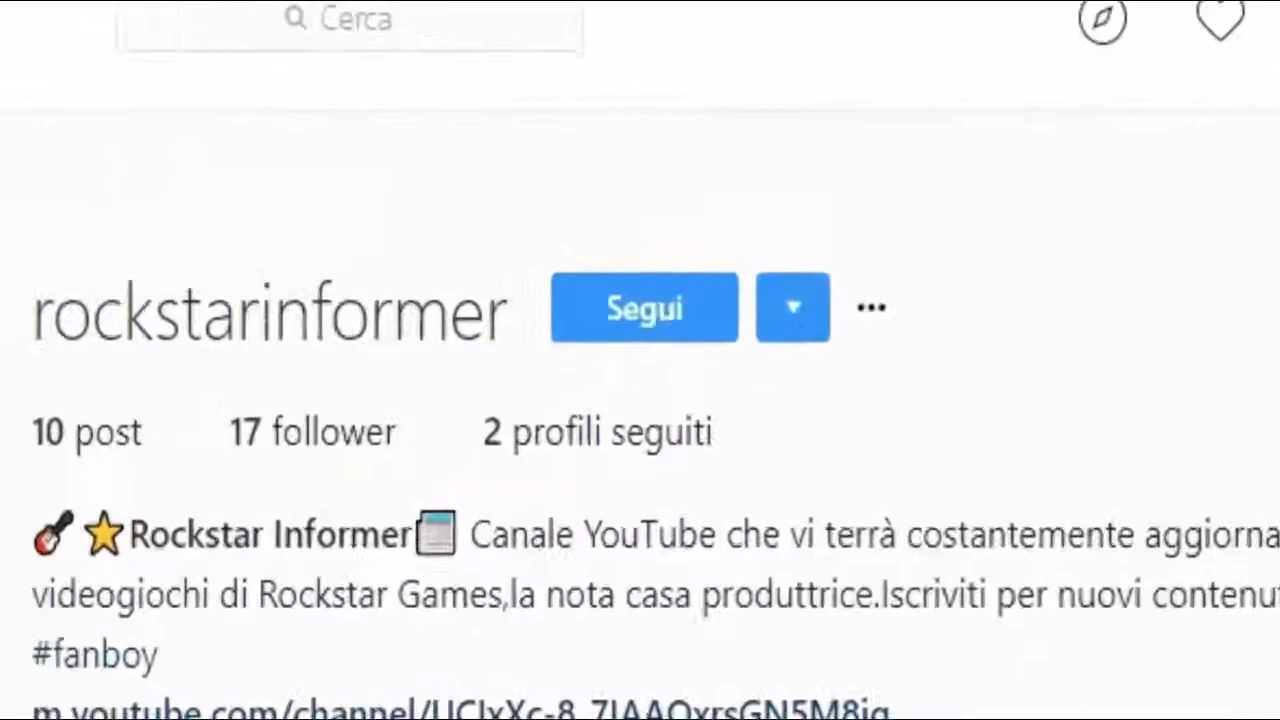 Cerca
rockstarinformer Segui
10 post 17 follower 2 profili seguiti
Rockstar Informer Canale YouTube che vi terrà costantemente aggiorna
videogiochi di Rockstar Games,la nota casa produttrice.Iscriviti per nuovi contenut
#fanboy